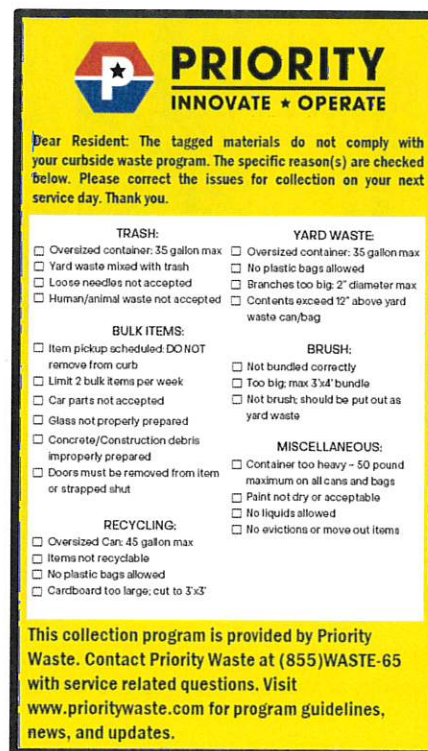 P
PRIORITY
INNOVATE ★ OPERATE
Dear Resident: The tagged materials do not comply with
your curbside waste program. The specific reason(s) are checked
below. Please correct the issues for collection on your next
service day. Thank you.
TRASH:
☐ Oversized container: 35 gallon max
☐ Yard waste mixed with trash
☐ Loose needles not accepted
☐ Human/animal waste not accepted
BULK ITEMS:
☐ Item pickup scheduled: DO NOT
remove from curb
☐ Limit 2 bulk items per week
☐ Car parts not accepted
☐ Glass not properly prepared
☐ Concrete/Construction debris
improperly prepared
☐ Doors must be removed from item
or strapped shut
RECYCLING:
☐ Oversized Can: 45 gallon max
☐ Items not recyclable
☐ No plastic bags allowed
☐ Cardboard too large; cut to 3'x3'
YARD WASTE:
☐ Oversized container: 35 gallon max
☐ No plastic bags allowed
☐ Branches too big: 2" diameter max
☐ Contents exceed 12" above yard
waste can/bag
BRUSH:
☐ Not bundled correctly
☐ Too big; max 3'x4' bundle
☐ Not brush; should be put out as
yard waste
MISCELLANEOUS:
☐ Container too heavy - 50 pound
maximum on all cans and bags
☐ Paint not dry or acceptable
☐ No liquids allowed
☐ No evictions or move out items
This collection program is provided by Priority
Waste. Contact Priority Waste at (855)WASTE-65
with service related questions. Visit
www.prioritywaste.com for program guidelines,
news, and updates.